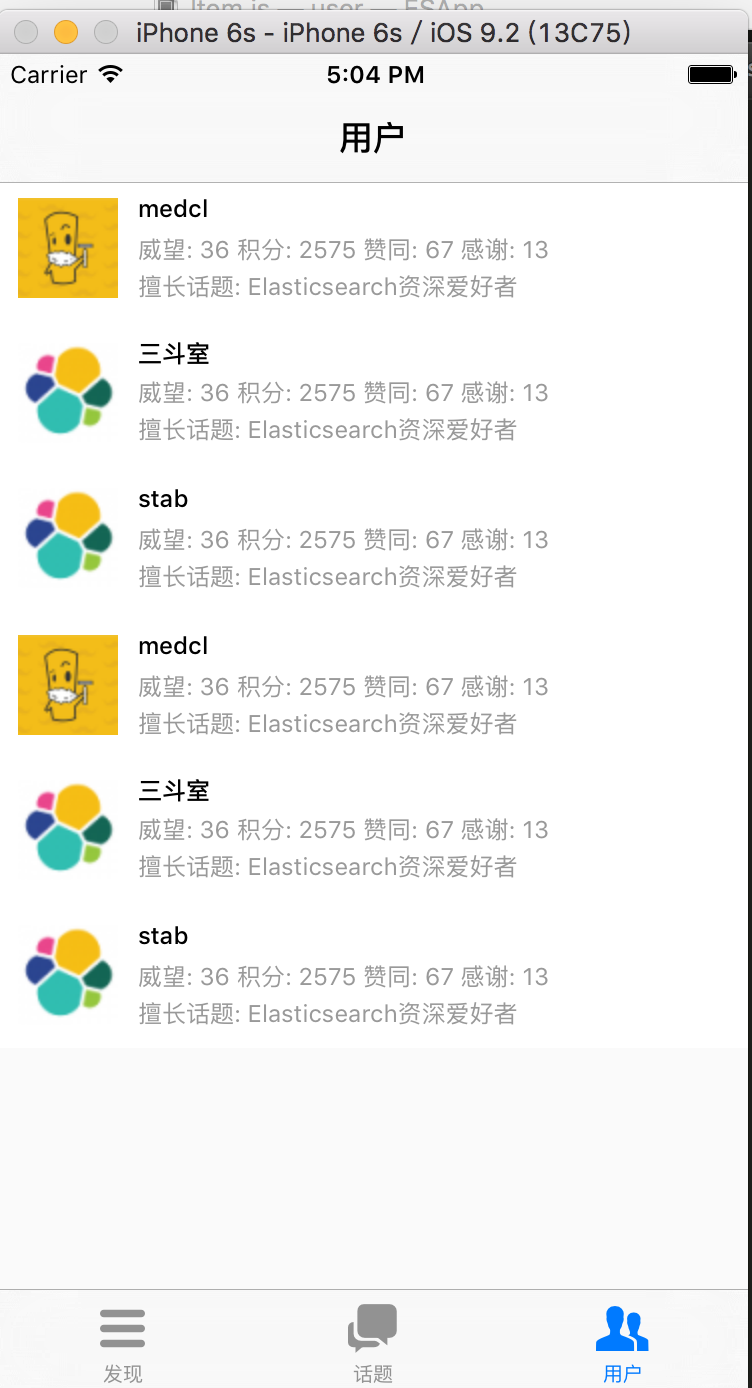 Item.js — user — ESApp
iPhone 6s - iPhone 6s / iOS 9.2 (13C75)
Carrier 5:04 PM
用户
medcl
威望: 36 积分: 2575 赞同: 67 感谢: 13
擅长话题: Elasticsearch资深爱好者
三斗室
威望: 36 积分: 2575 赞同: 67 感谢: 13
擅长话题: Elasticsearch资深爱好者
stab
威望: 36 积分: 2575 赞同: 67 感谢: 13
擅长话题: Elasticsearch资深爱好者
medcl
威望: 36 积分: 2575 赞同: 67 感谢: 13
擅长话题: Elasticsearch资深爱好者
三斗室
威望: 36 积分: 2575 赞同: 67 感谢: 13
擅长话题: Elasticsearch资深爱好者
stab
威望: 36 积分: 2575 赞同: 67 感谢: 13
擅长话题: Elasticsearch资深爱好者
发现 话题 用户